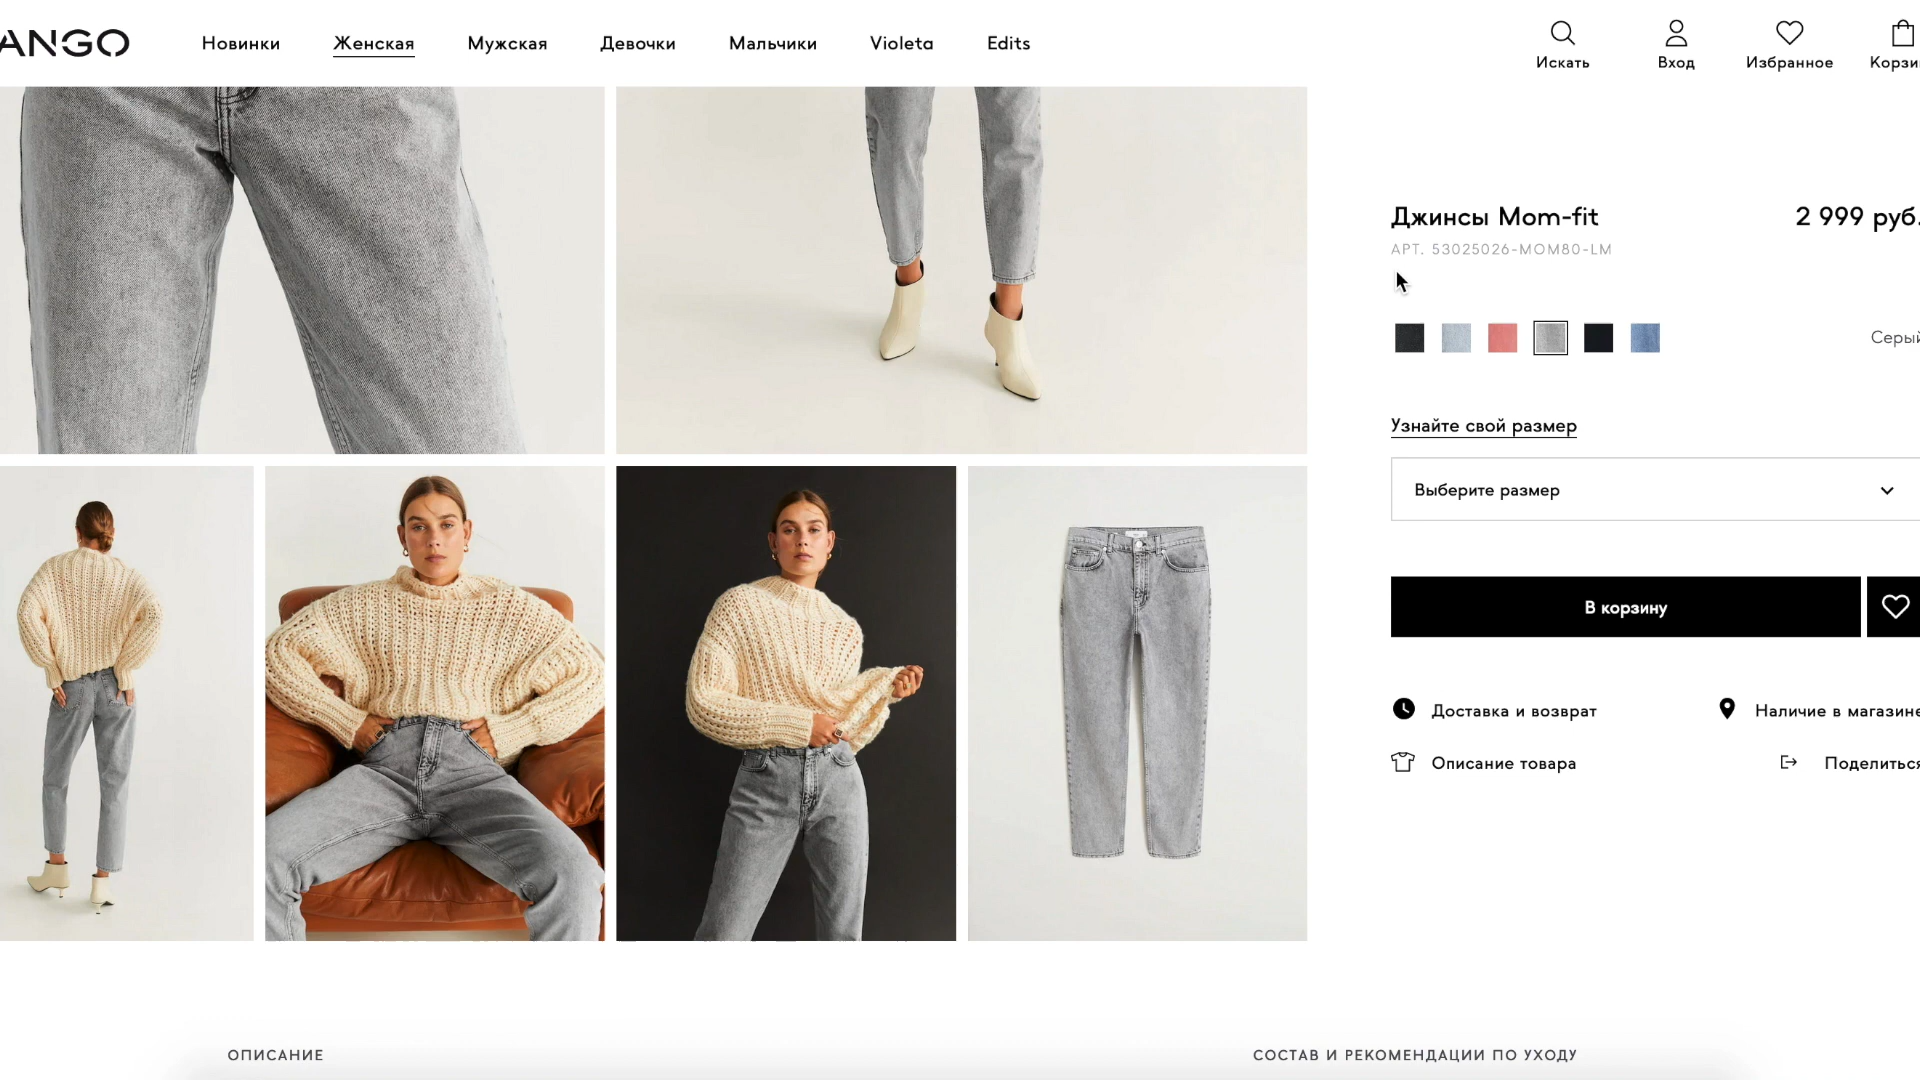 ANGO
Новинки
Женская
Мужская
Девочки
Мальчики
Violeta
Edits
Искать
Вход
Избранное
Корзи
Джинсы Mom-fit
2 999 руб.
АРТ. 53025026-MOM80-LM
Серый
Узнайте свой размер
Выберите размер
В корзину
Доставка и возврат
Наличие в магазине
Описание товара
Поделиться
ОПИСАНИЕ
СОСТАВ И РЕКОМЕНДАЦИИ ПО УХОДУ